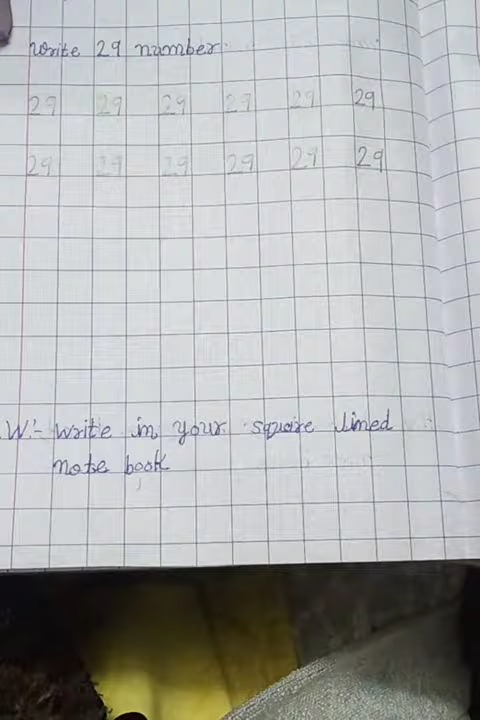 Write 29 number.
29 29 29 29 29 29
29 29 29 29 29 29
.W:- Write in your square lined
note book